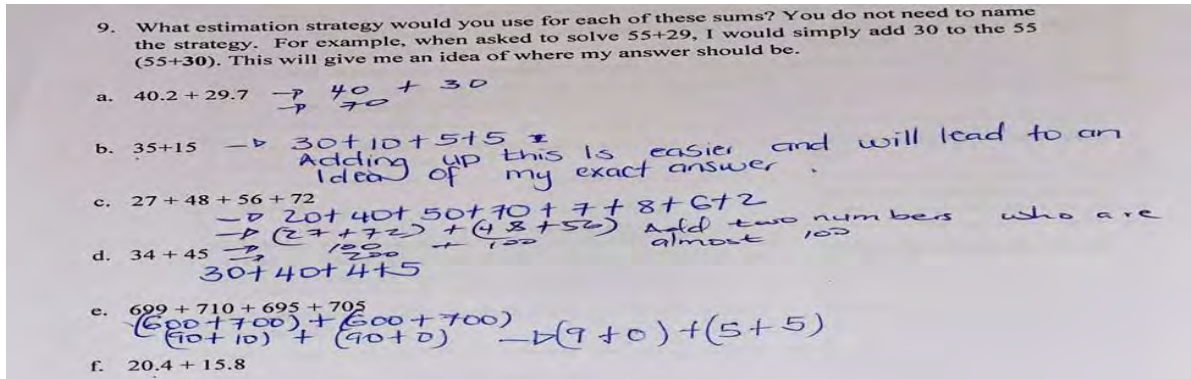 9. What estimation strategy would you use for each of these sums? You do not need to name
the strategy. For example, when asked to solve 55+29, I would simply add 30 to the 55
(55+30). This will give me an idea of where my answer should be.
a. 40.2 + 29.7 → 40 + 30
→ 70
b. 35+15 → 30+10+5+5
Adding up this is easier and will lead to an
Idea of my exact answer.
c. 27 + 48 + 56 + 72
→ 20+40+50+70+7+8+6+2
→ (27+72) + (48+56) Add two numbers who are
→ 100 + 100 almost 100
→ 200
d. 34 + 45
30+40+4+5
e. 699 + 710 + 695 + 705
(600+700)+(600+700)
(90+10) + (90+0) → (9+0)+(5+5)
f. 20.4 + 15.8